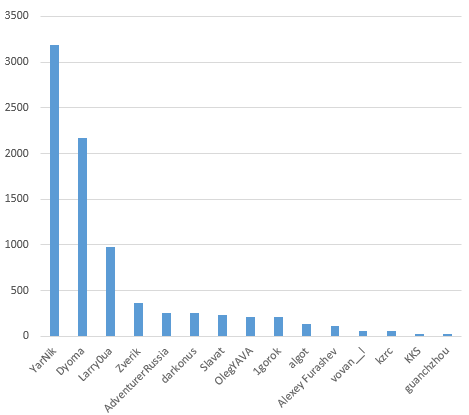 3500
3000
2500
2000
1500
1000
500
0
YarNik
Dyoma
Larry0ua
Zverik
AdventurerRussia
darkonus
Slavat
OlegYAVA
1gorok
algot
Alexey Furashev
vovan__l
kzrc
KKS
guanchzhou